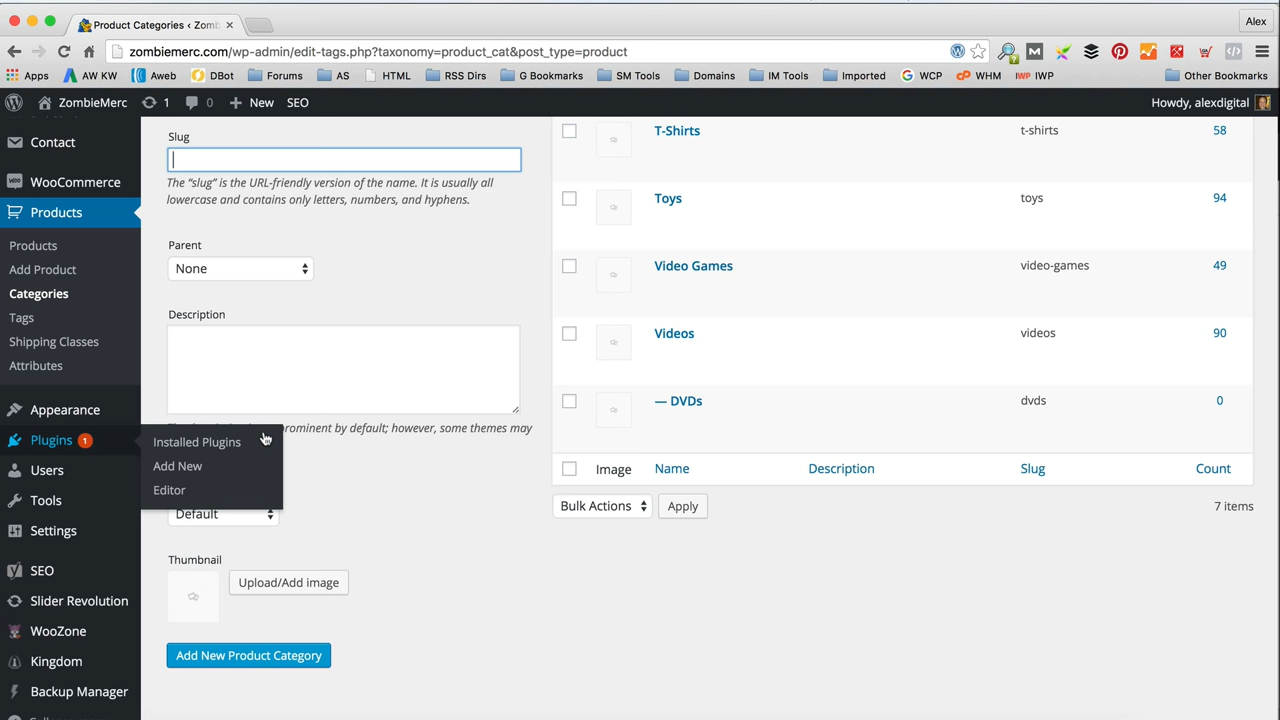 Product Categories ‹ Zomb
Alex
zombiemerc.com/wp-admin/edit-tags.php?taxonomy=product_cat&post_type=product
Apps
AW KW
Aweb
DBot
Forums
AS
HTML
RSS Dirs
G Bookmarks
SM Tools
Domains
IM Tools
Imported
WCP
WHM
IWP IWP
Other Bookmarks
ZombieMerc
1
0
New
SEO
Howdy, alexdigital
Contact
WooCommerce
Products
Products
Add Product
Categories
Tags
Shipping Classes
Attributes
Appearance
Plugins 1
Users
Tools
Settings
SEO
Slider Revolution
WooZone
Kingdom
Backup Manager
Installed Plugins
Add New
Editor
Slug
The “slug” is the URL-friendly version of the name. It is usually all
lowercase and contains only letters, numbers, and hyphens.
Parent
None
Description
prominent by default; however, some themes may
Default
Thumbnail
Upload/Add image
Add New Product Category
T-Shirts t-shirts 58
Toys toys 94
Video Games video-games 49
Videos videos 90
— DVDs dvds 0
Image Name Description Slug Count
Bulk Actions Apply 7 items